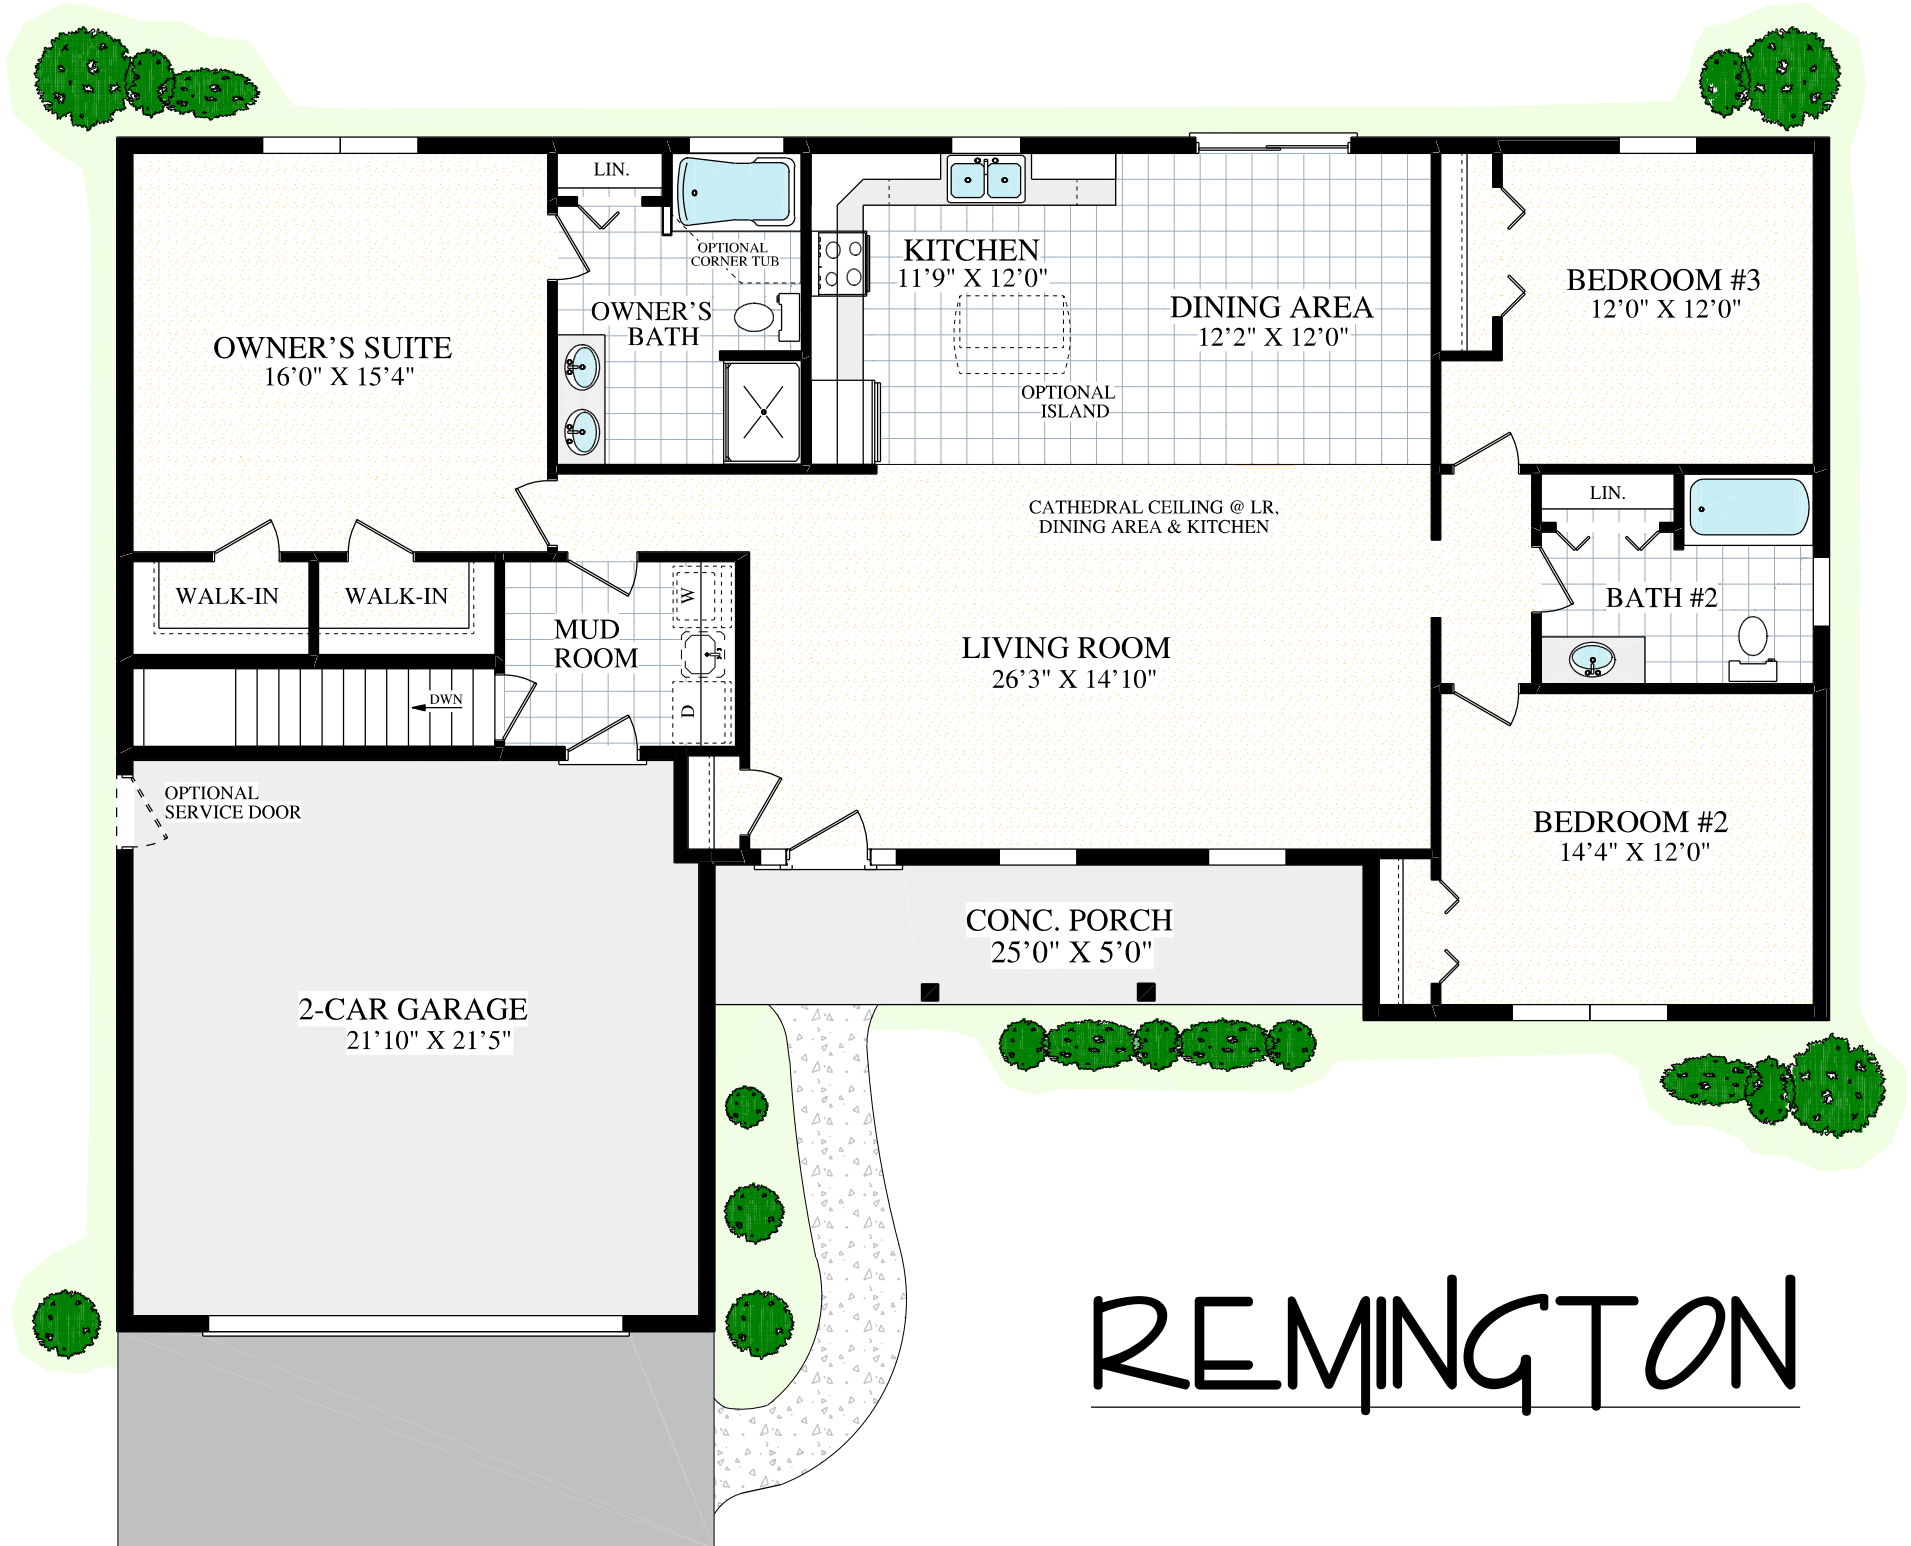 LIN.
OPTIONAL
CORNER TUB
OWNER'S
BATH
OWNER'S SUITE
16'0" X 15'4"
KITCHEN
11'9" X 12'0"
OPTIONAL
ISLAND
DINING AREA
12'2" X 12'0"
BEDROOM #3
12'0" X 12'0"
CATHEDRAL CEILING @ LR,
DINING AREA & KITCHEN
LIN.
BATH #2
WALK-IN
WALK-IN
MUD
ROOM
W
D
DWN
LIVING ROOM
26'3" X 14'10"
OPTIONAL
SERVICE DOOR
BEDROOM #2
14'4" X 12'0"
CONC. PORCH
25'0" X 5'0"
2-CAR GARAGE
21'10" X 21'5"
REMINGTON